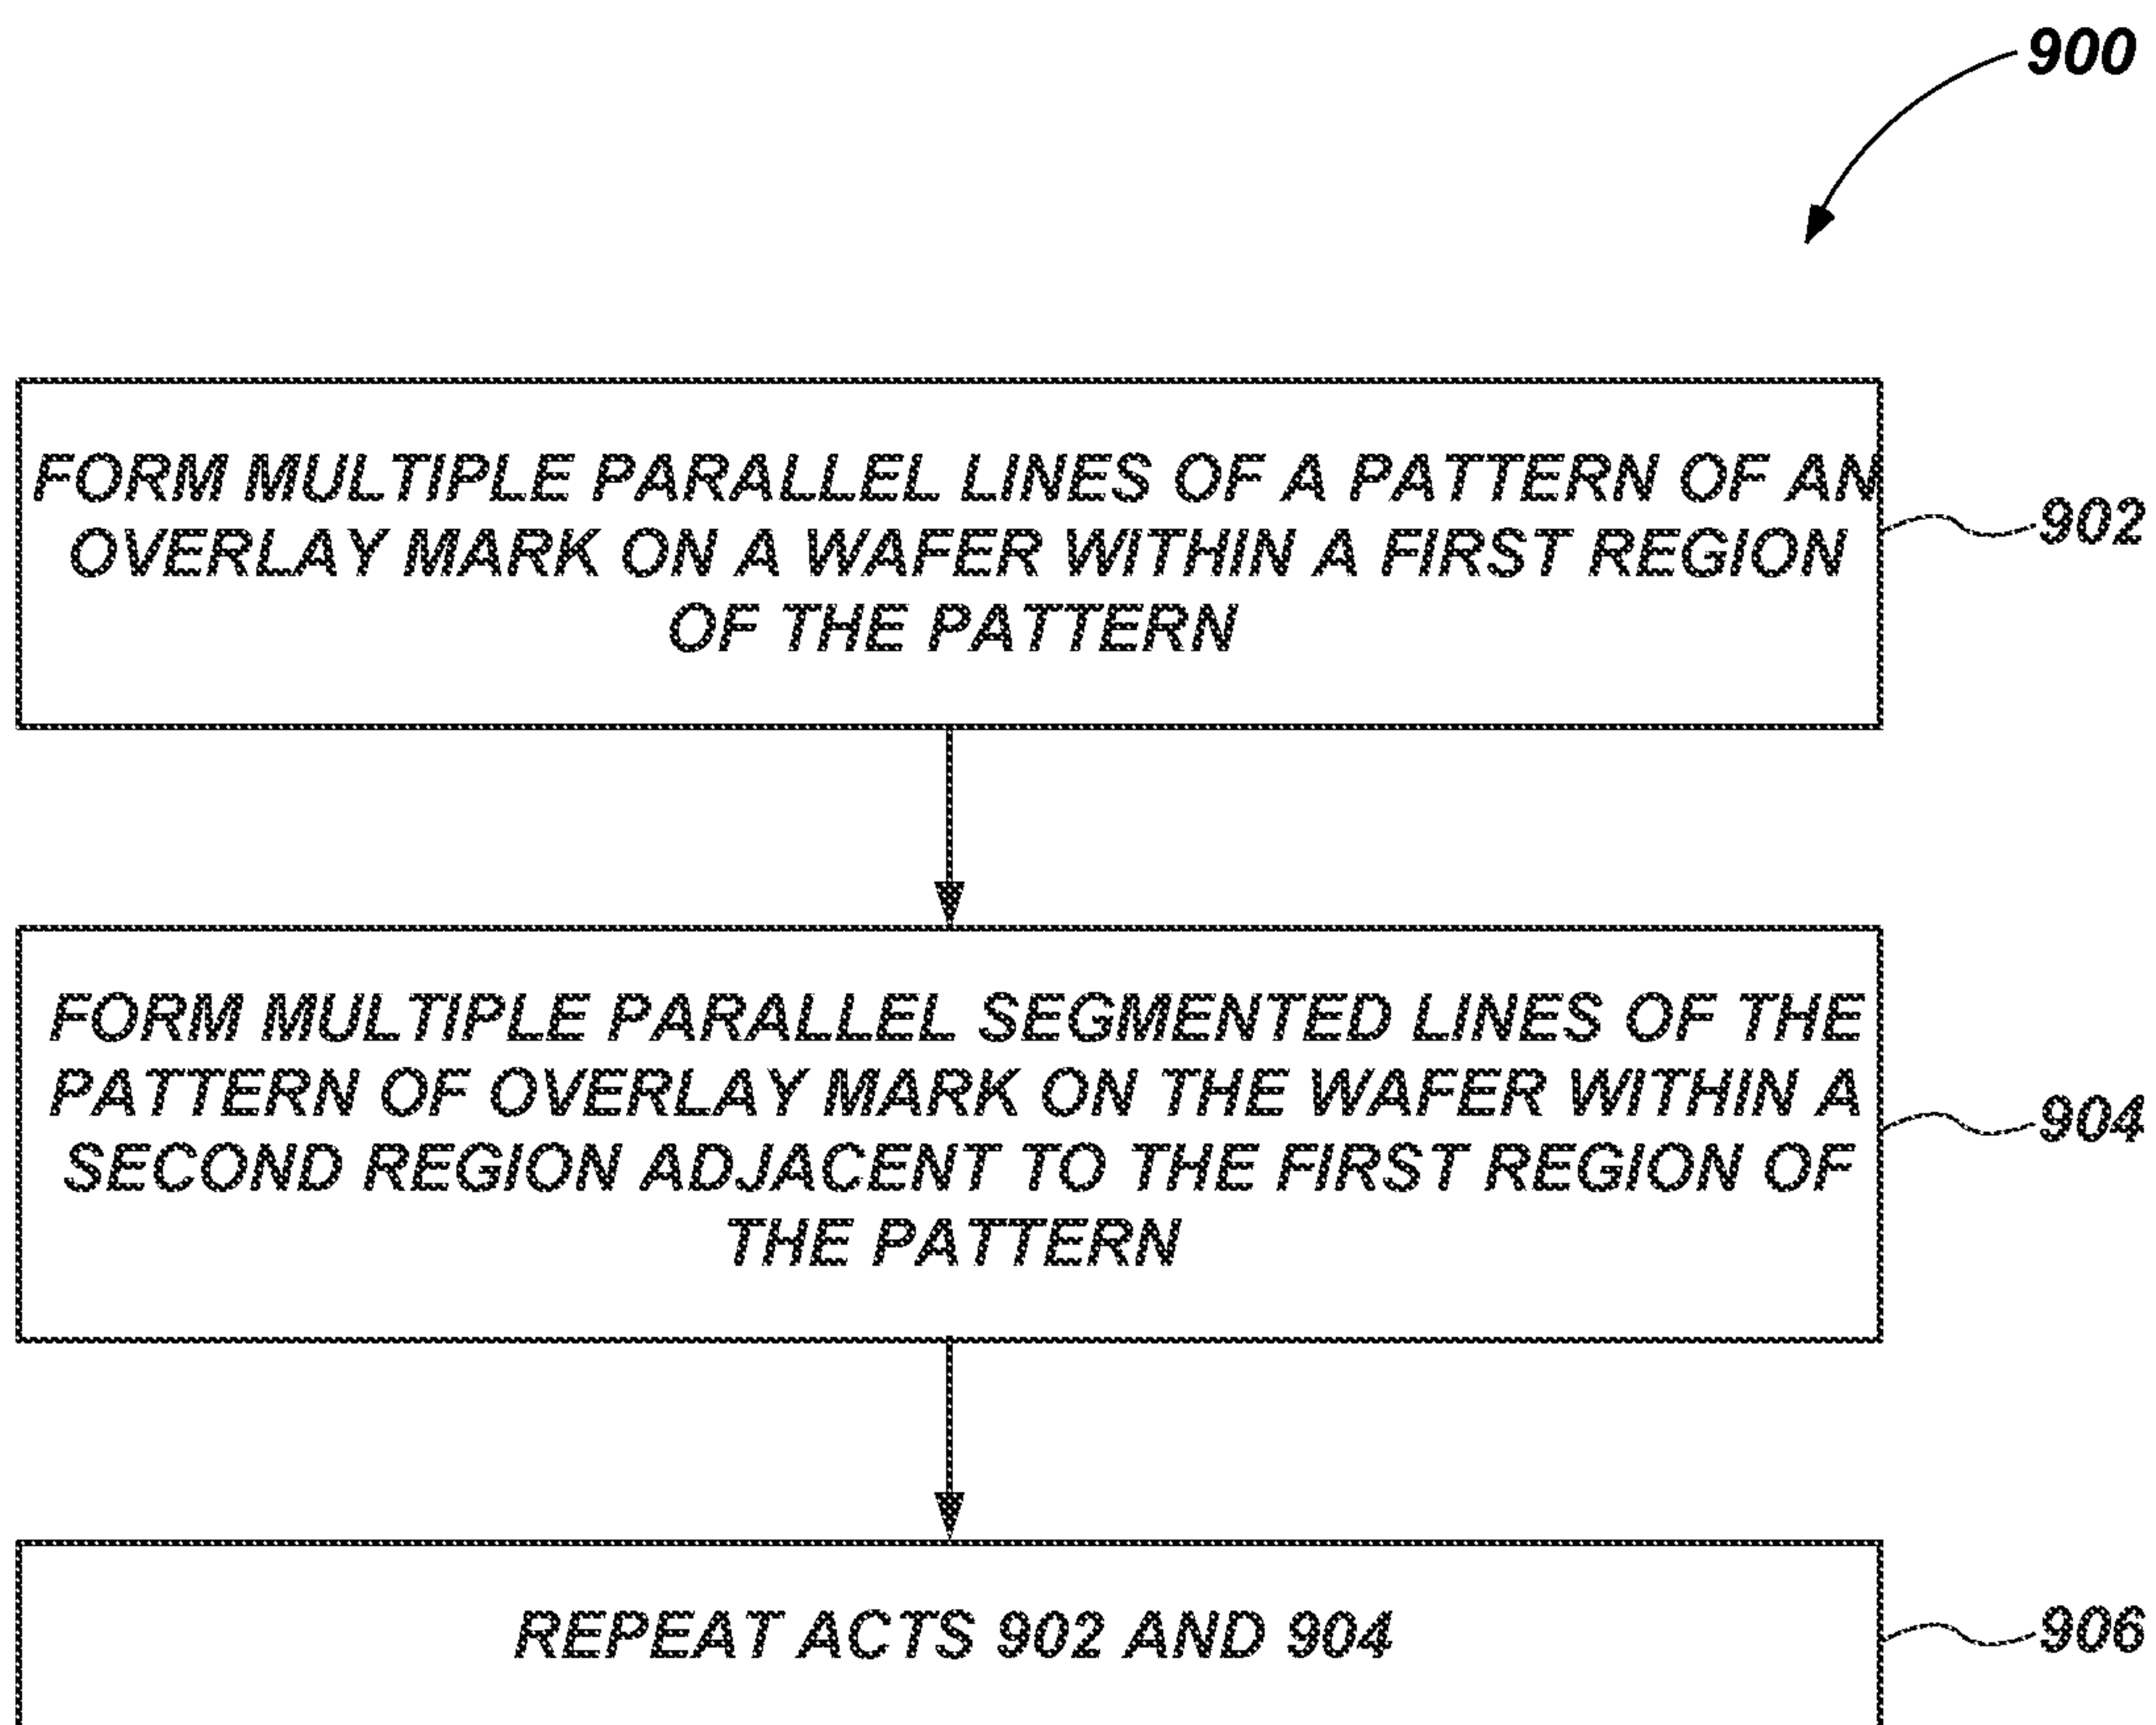 900
FORM MULTIPLE PARALLEL LINES OF A PATTERN OF AN
OVERLAY MARK ON A WAFER WITHIN A FIRST REGION
OF THE PATTERN
902
FORM MULTIPLE PARALLEL SEGMENTED LINES OF THE
PATTERN OF OVERLAY MARK ON THE WAFER WITHIN A
SECOND REGION ADJACENT TO THE FIRST REGION OF
THE PATTERN
904
REPEAT ACTS 902 AND 904
906